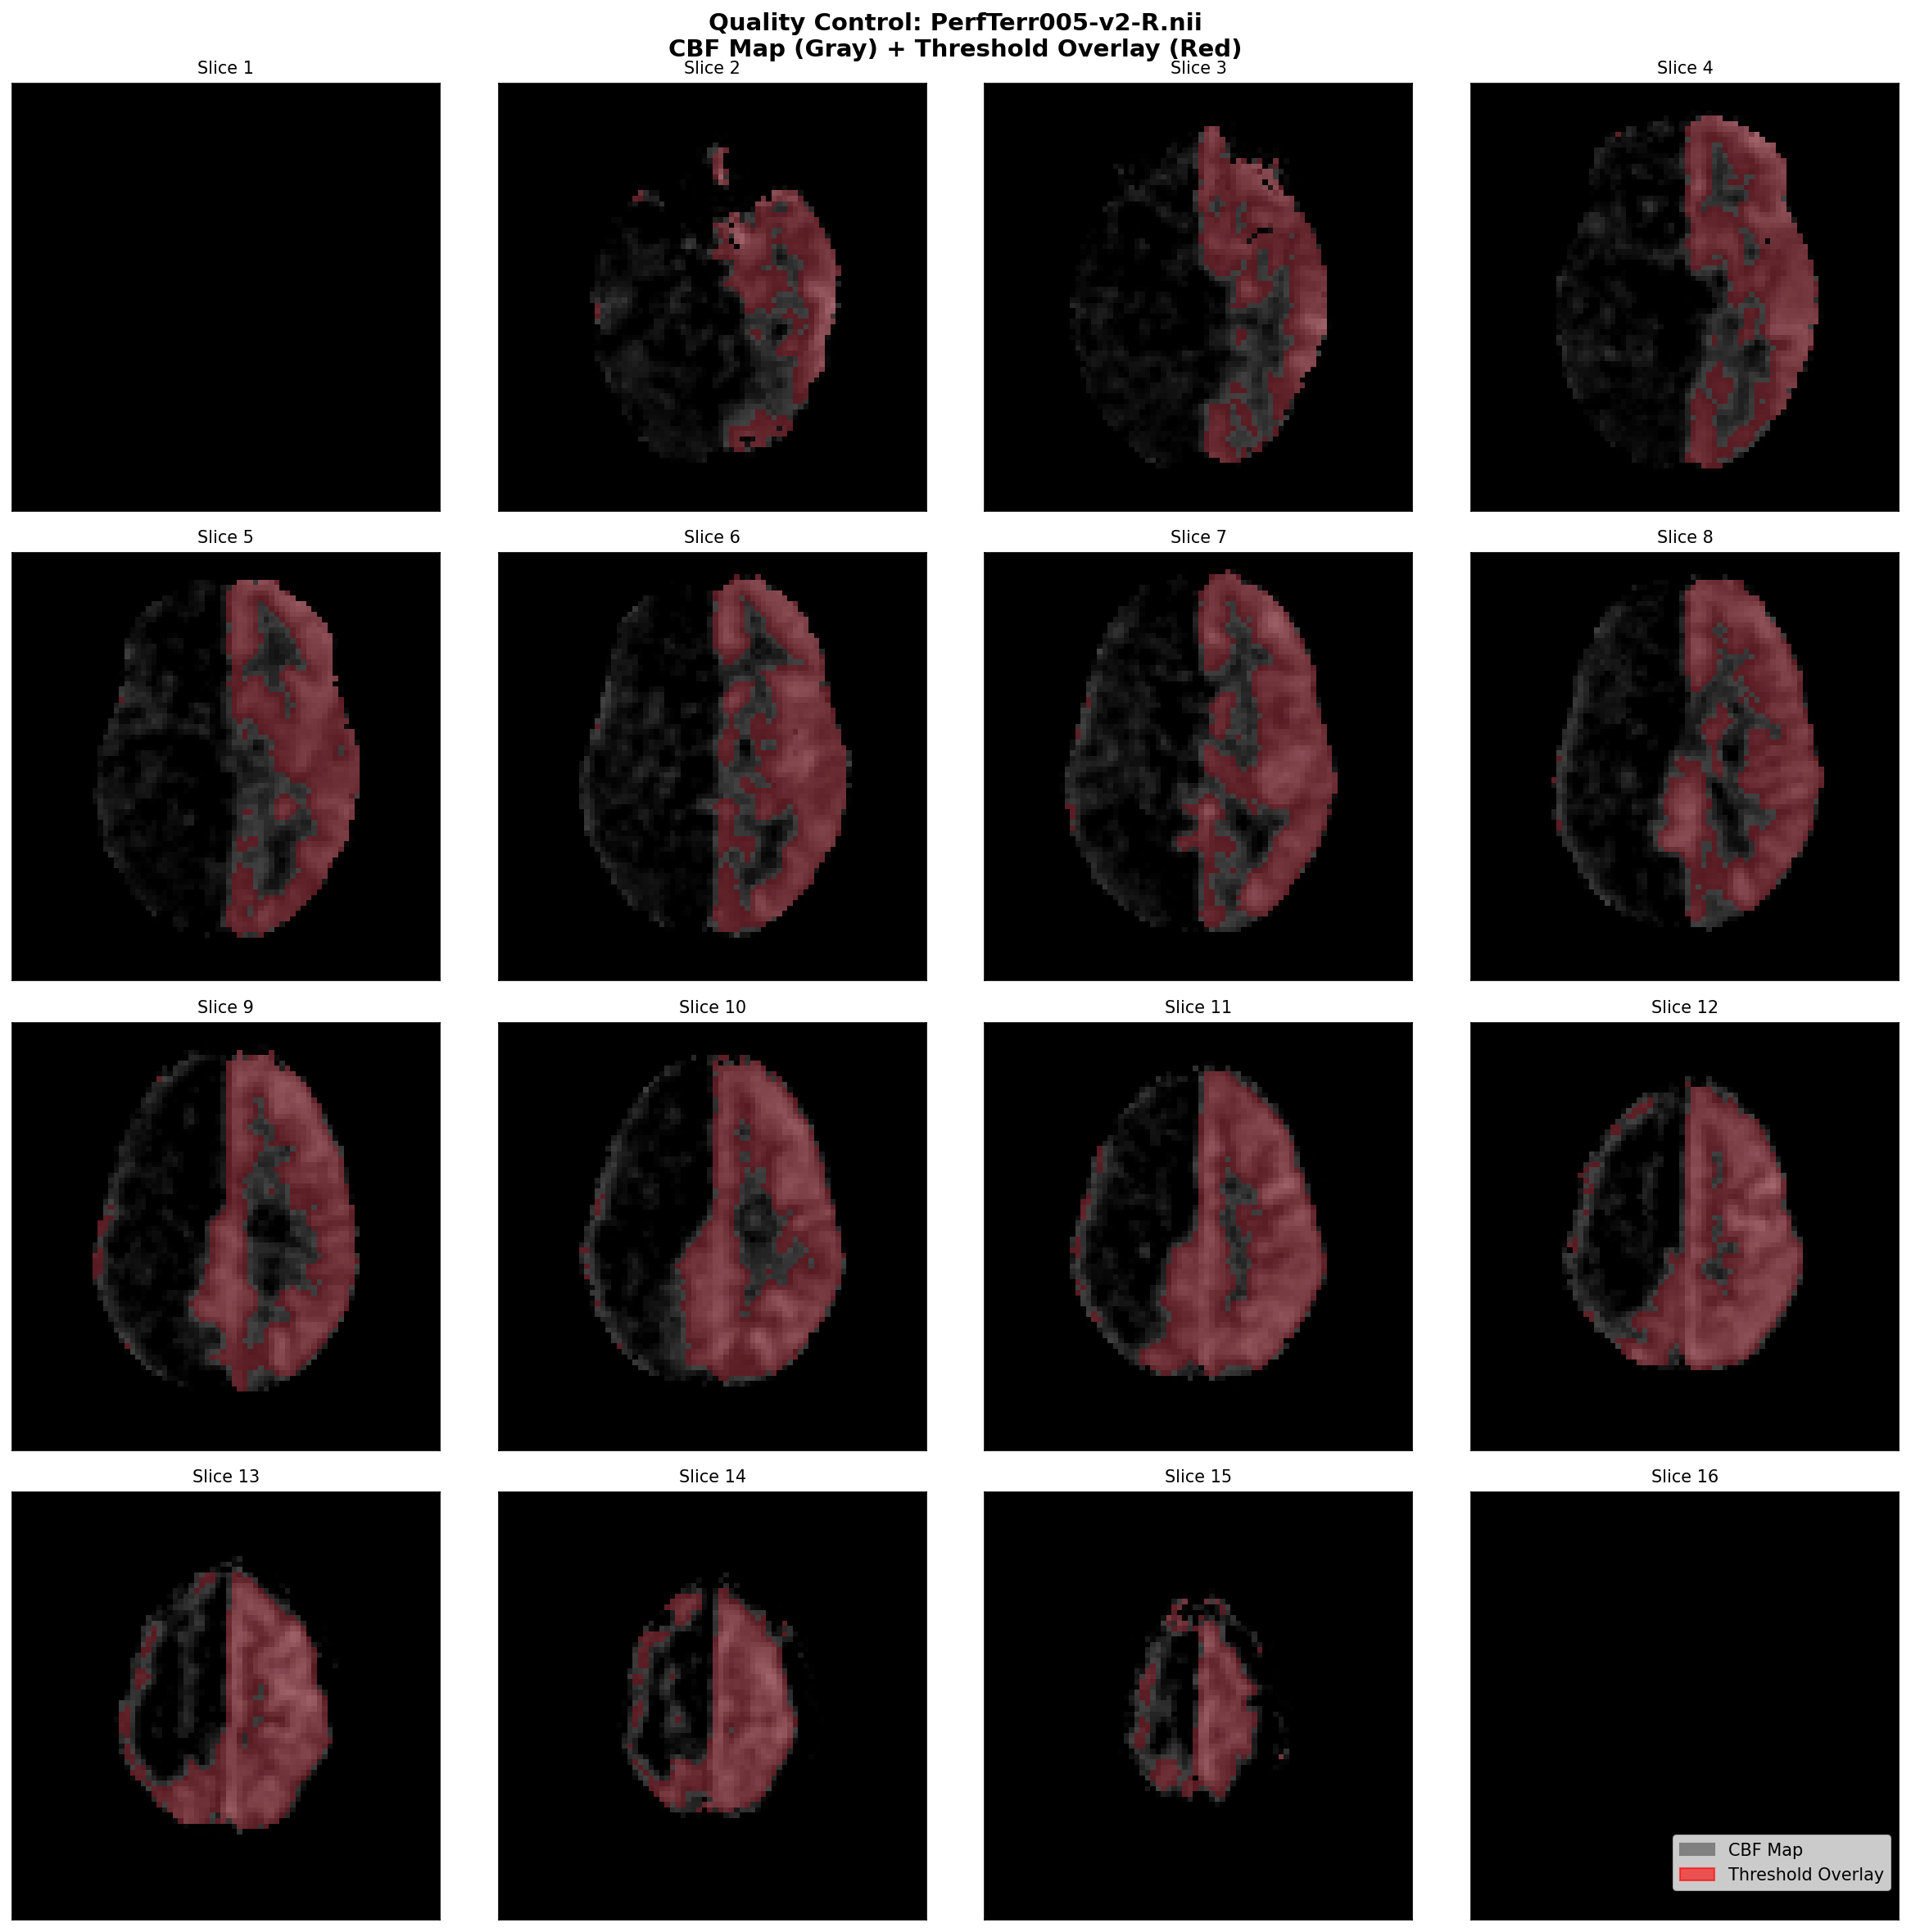 Quality Control: PerfTerr005-v2-R.nii
CBF Map (Gray) + Threshold Overlay (Red)
Slice 1
Slice 2
Slice 3
Slice 4
Slice 5
Slice 6
Slice 7
Slice 8
Slice 9
Slice 10
Slice 11
Slice 12
Slice 13
Slice 14
Slice 15
Slice 16
CBF Map
Threshold Overlay